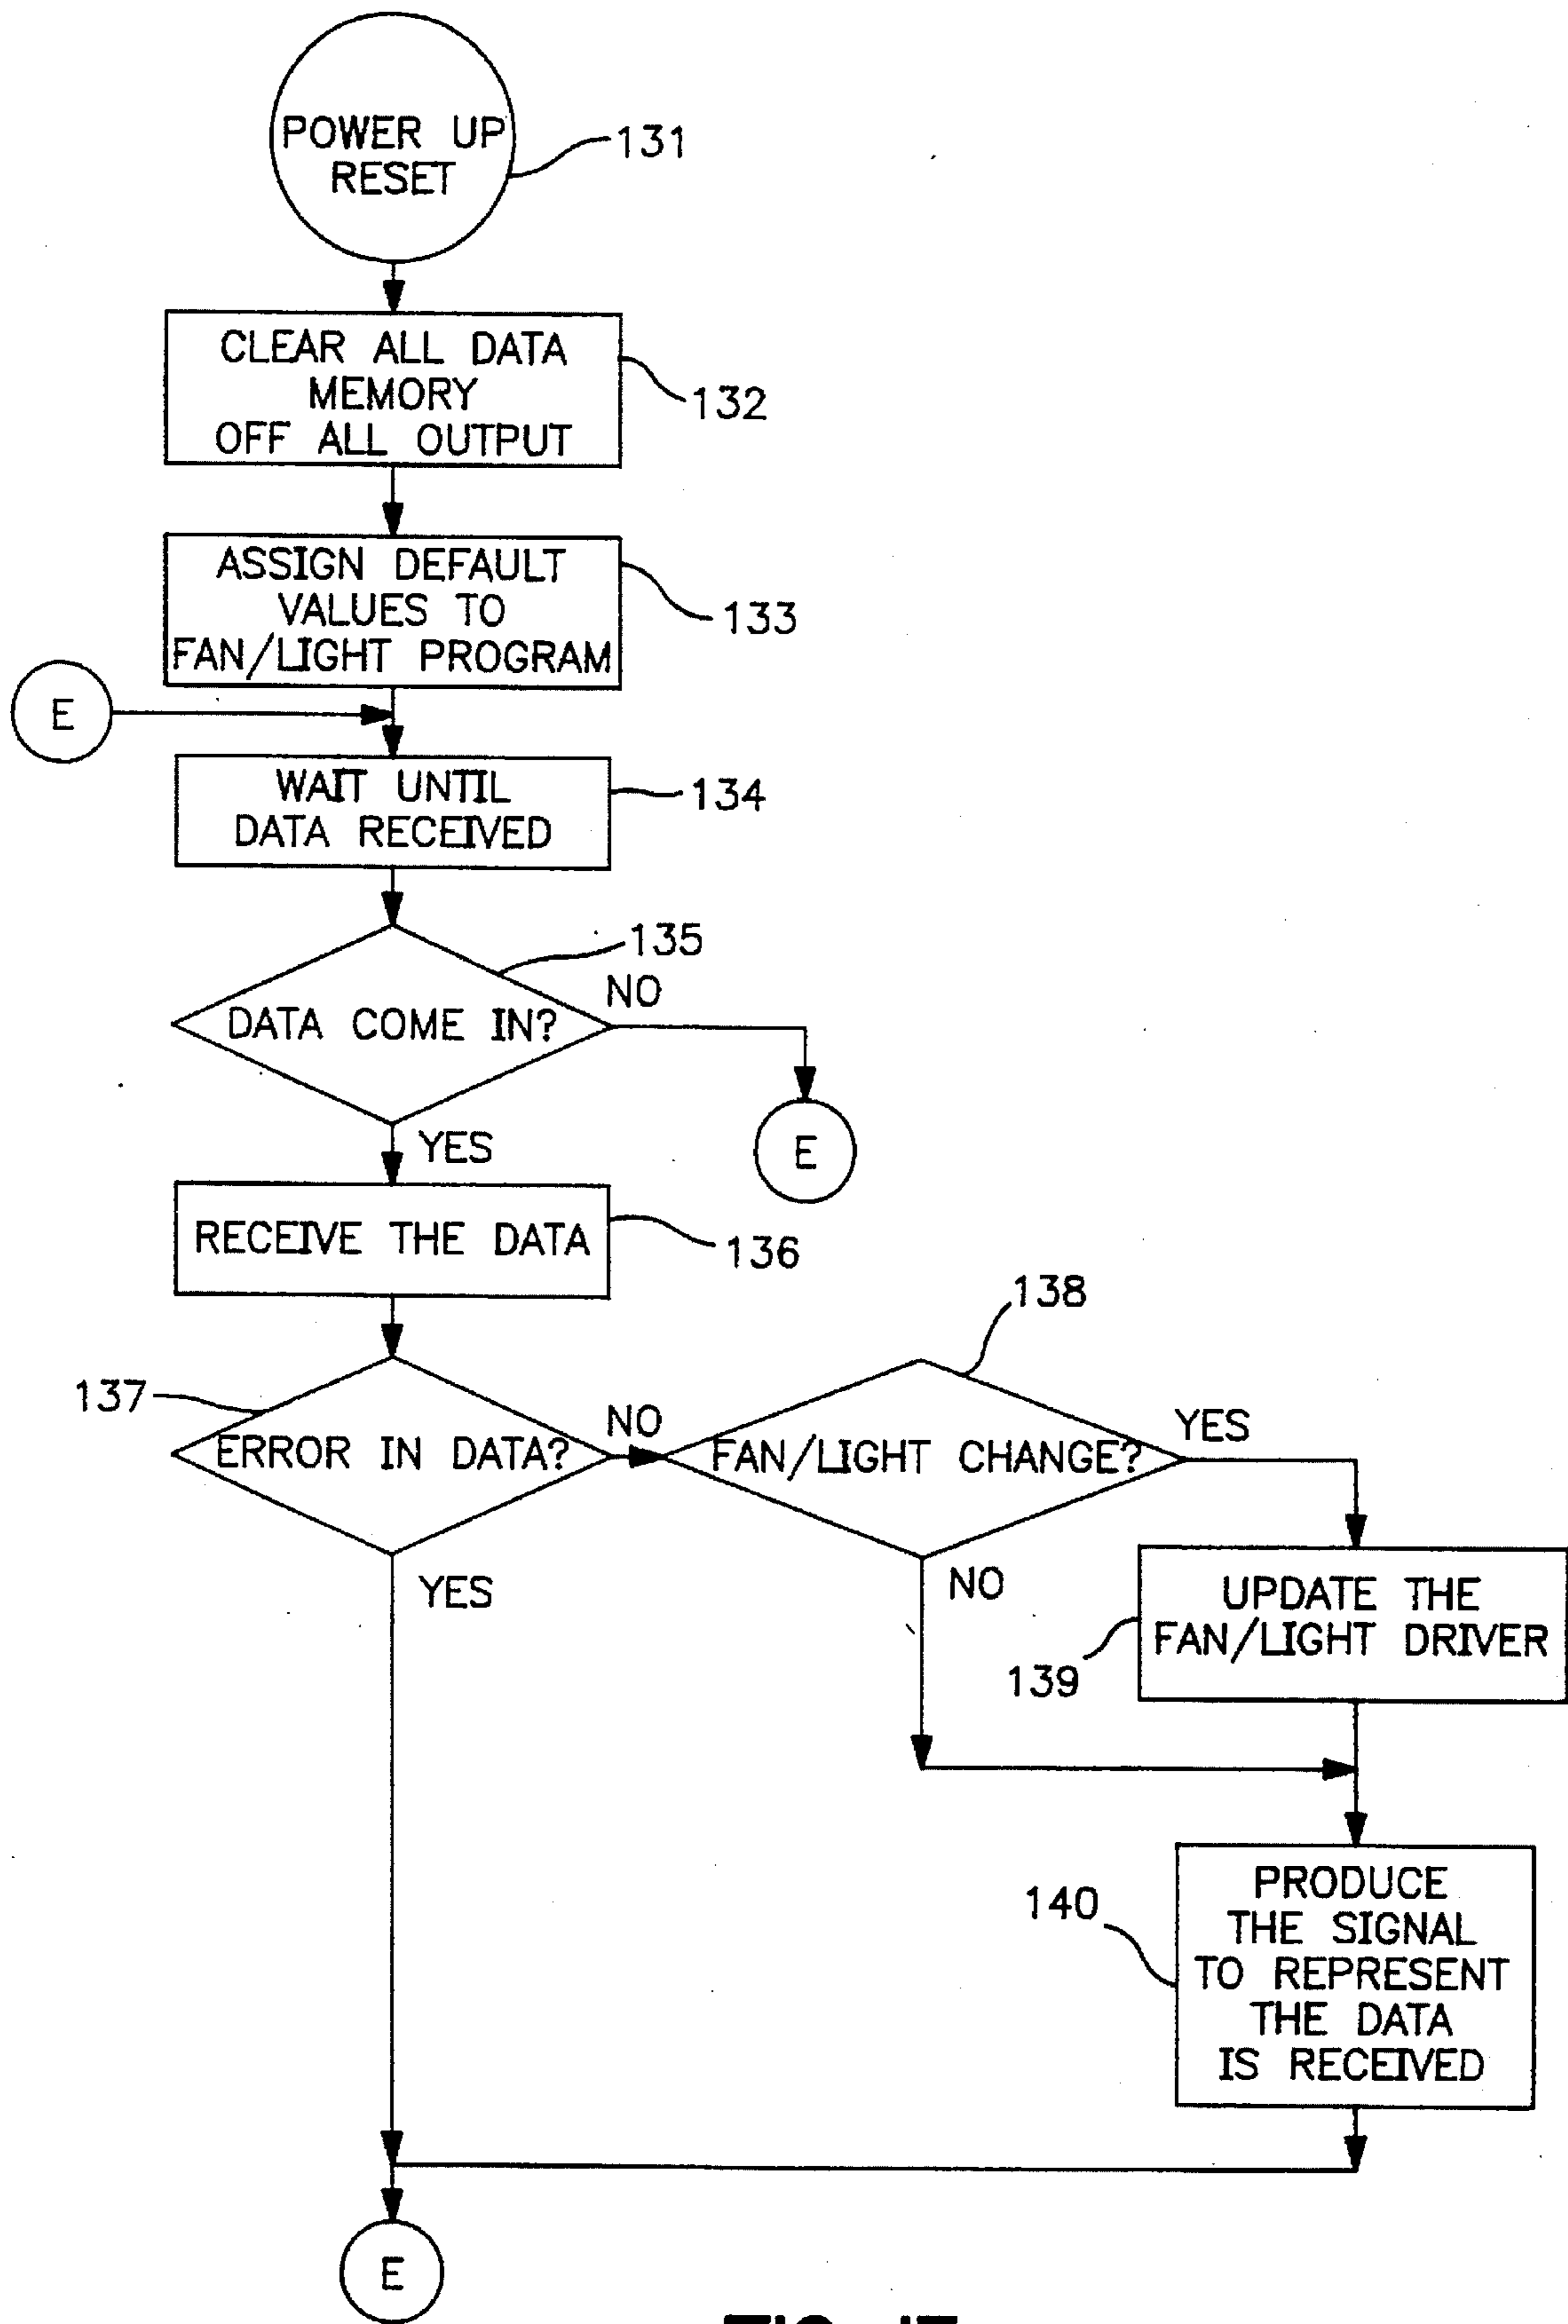 POWER UP
RESET
131
CLEAR ALL DATA
MEMORY
OFF ALL OUTPUT
132
ASSIGN DEFAULT
VALUES TO
FAN/LIGHT PROGRAM
133
E
WAIT UNTIL
DATA RECEIVED
134
135
DATA COME IN?
NO
E
YES
RECEIVE THE DATA
136
137
ERROR IN DATA?
NO
138
FAN/LIGHT CHANGE?
YES
YES
NO
UPDATE THE
FAN/LIGHT DRIVER
139
PRODUCE
THE SIGNAL
TO REPRESENT
THE DATA
IS RECEIVED
140
E